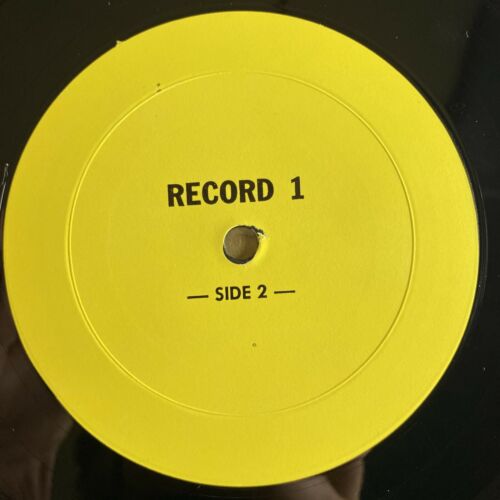 RECORD 1
— SIDE 2 —